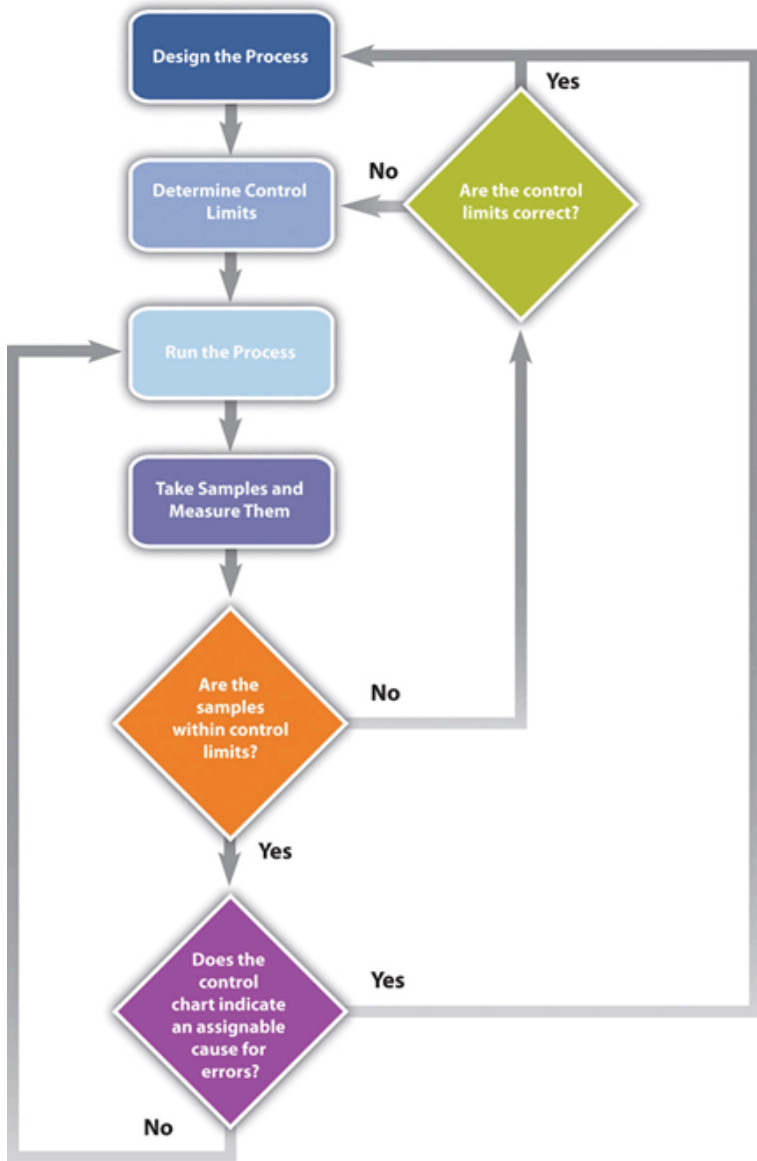 Design the Process
Yes
No
Are the control
limits correct?
Determine Control
Limits
Run the Process
Take Samples and
Measure Them
Are the
samples
within control
limits?
No
Yes
Does the
control
chart indicate
an assignable
cause for
errors?
Yes
No